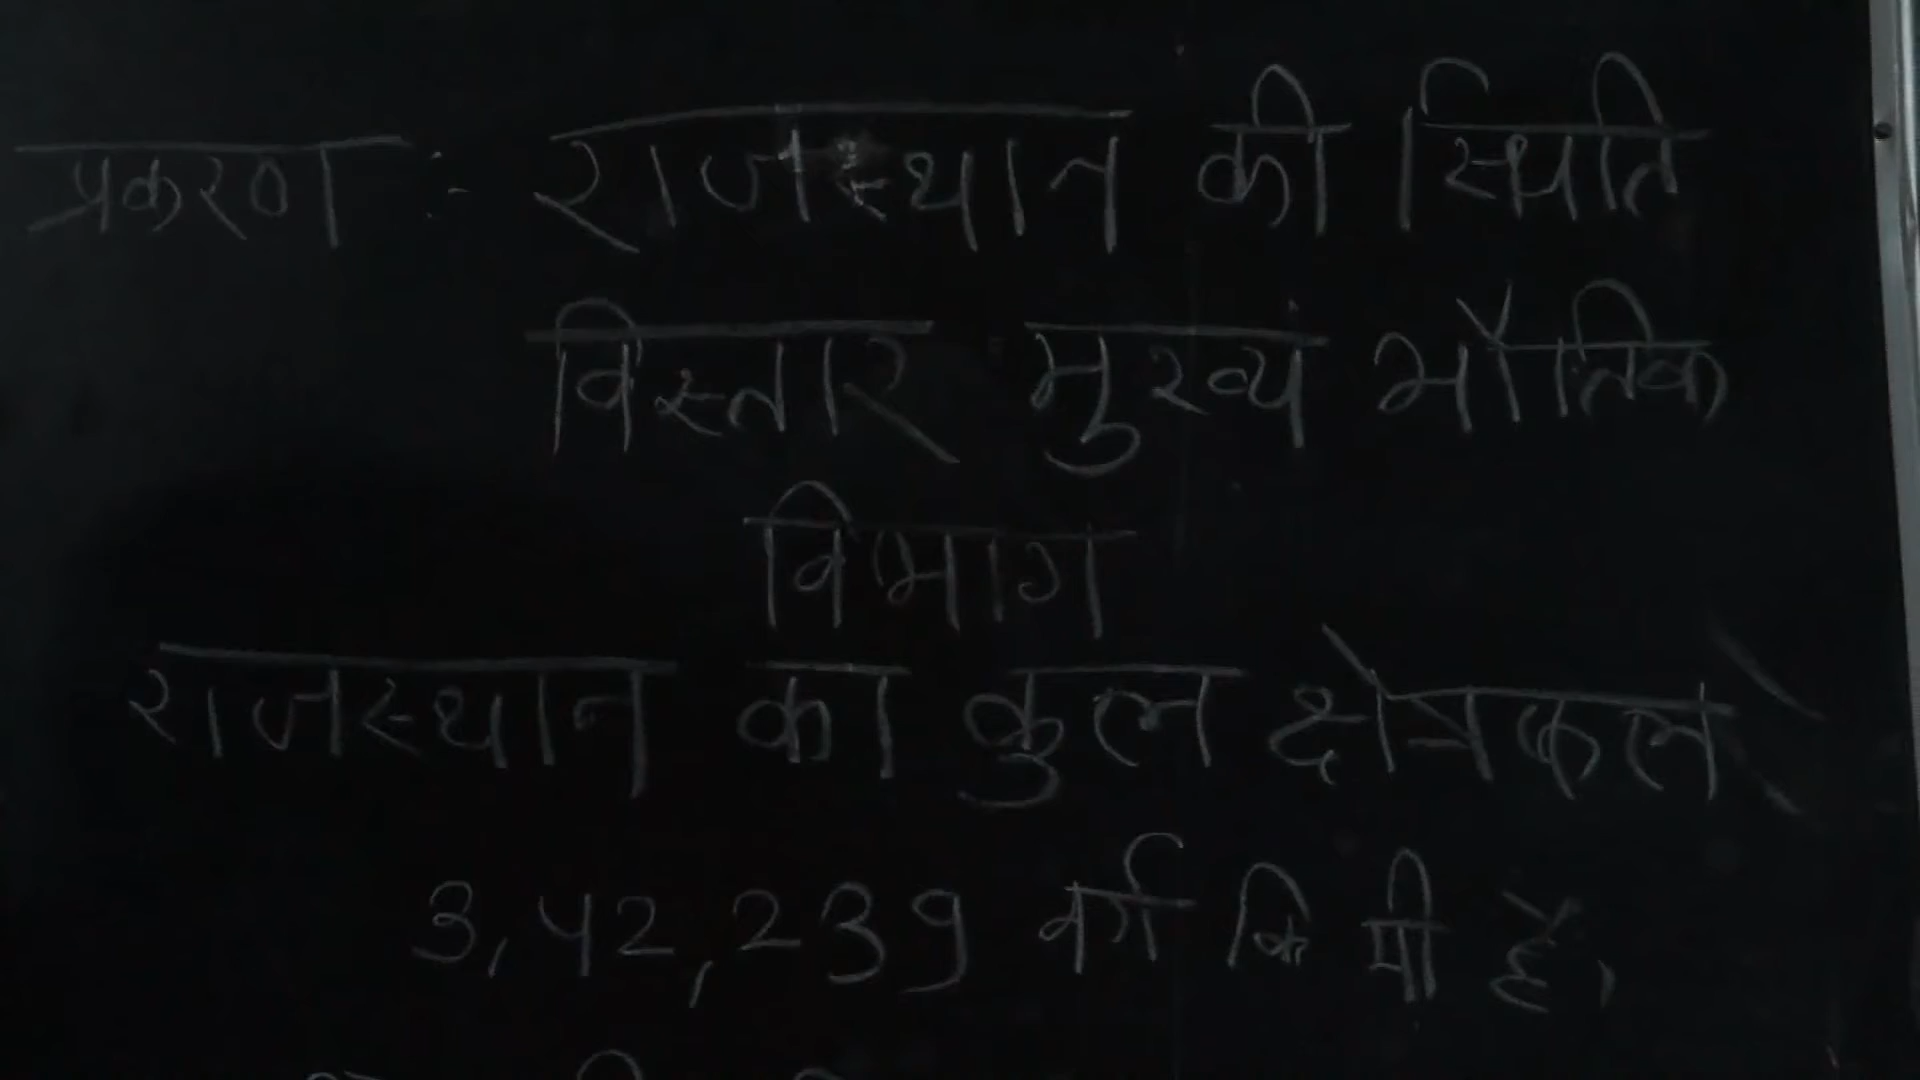 प्रकरण :- राजस्थान की स्थिति
विस्तार मुख्य भौतिक
विभाग
राजस्थान का कुल क्षेत्रफल
3,42,239 वर्ग कि मी है।